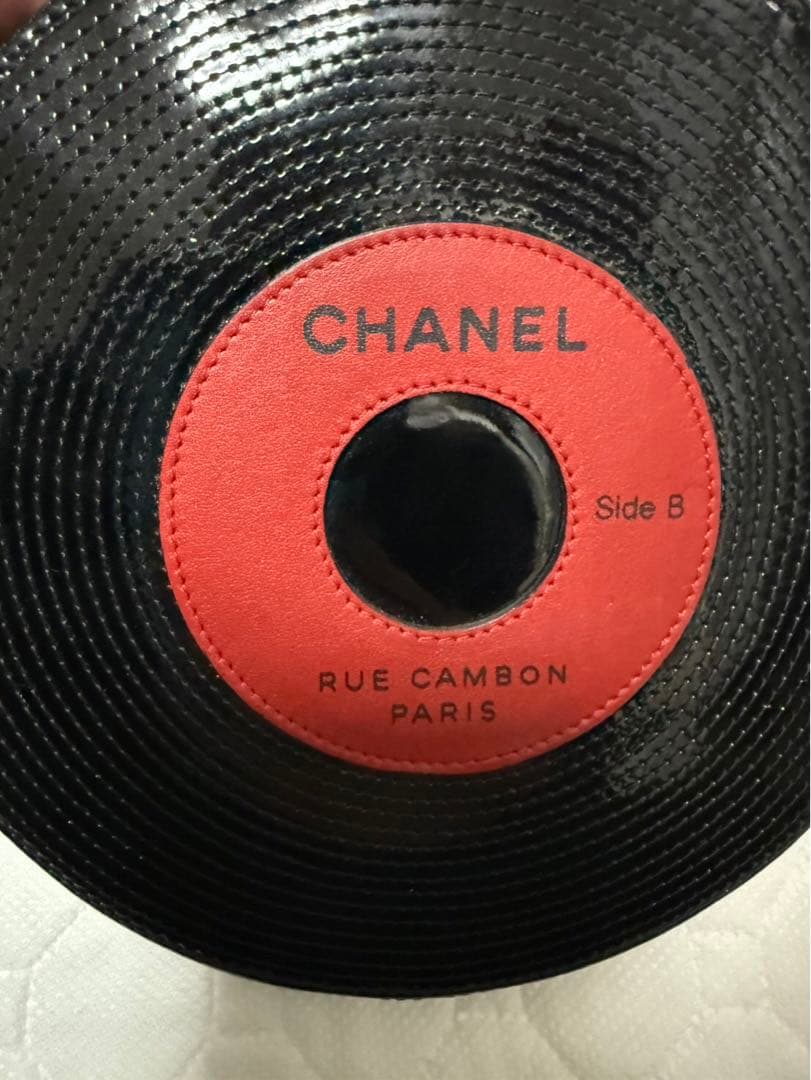 CHANEL
Side B
RUE CAMBON
PARIS